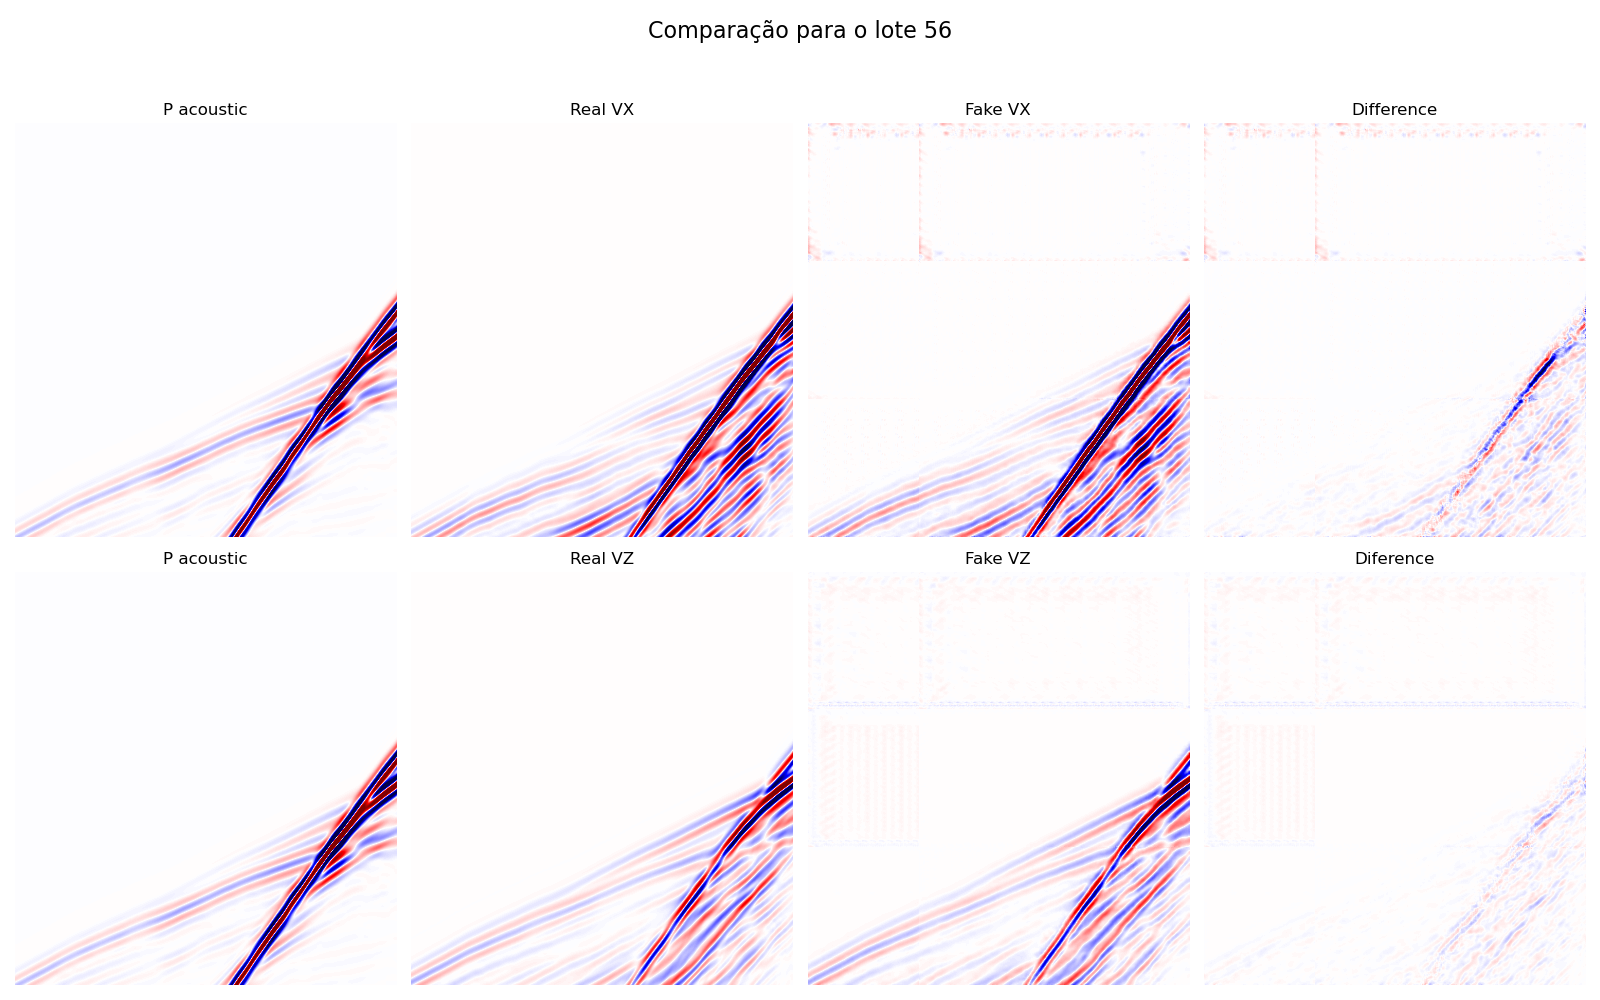 Comparação para o lote 56
P acoustic
Real VX
Fake VX
Difference
P acoustic
Real VZ
Fake VZ
Diference